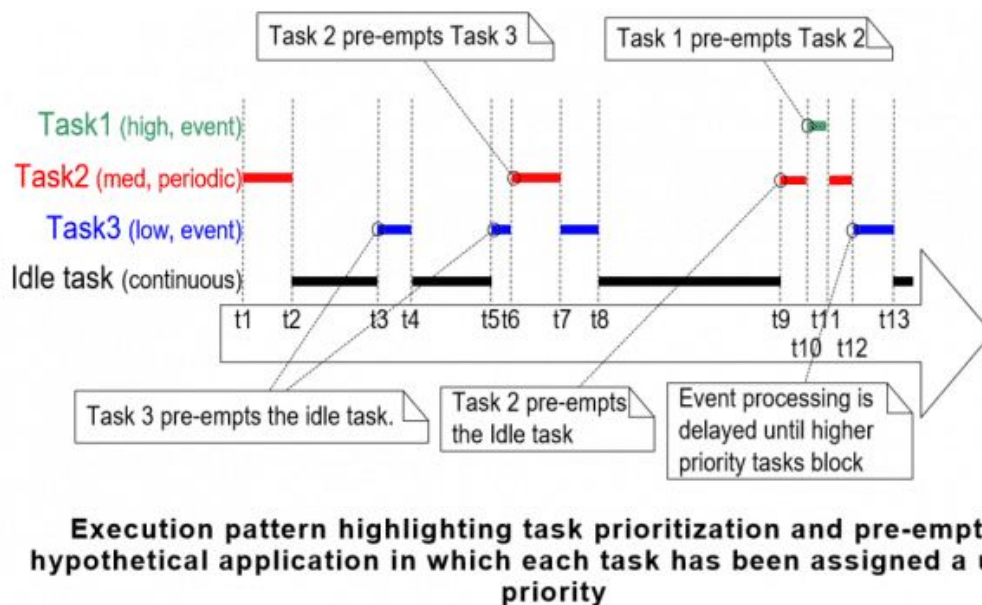 Task 2 pre-empts Task 3
Task 1 pre-empts Task 2
Task1 (high, event)
Task2 (med, periodic)
Task3 (low, event)
Idle task (continuous)
t1 t2 t3 t4 t5 t6 t7 t8 t9 t11 t13
t10 t12
Task 3 pre-empts the idle task.
Task 2 pre-empts
the Idle task
Event processing is
delayed until higher
priority tasks block
Execution pattern highlighting task prioritization and pre-empt
hypothetical application in which each task has been assigned a u
priority